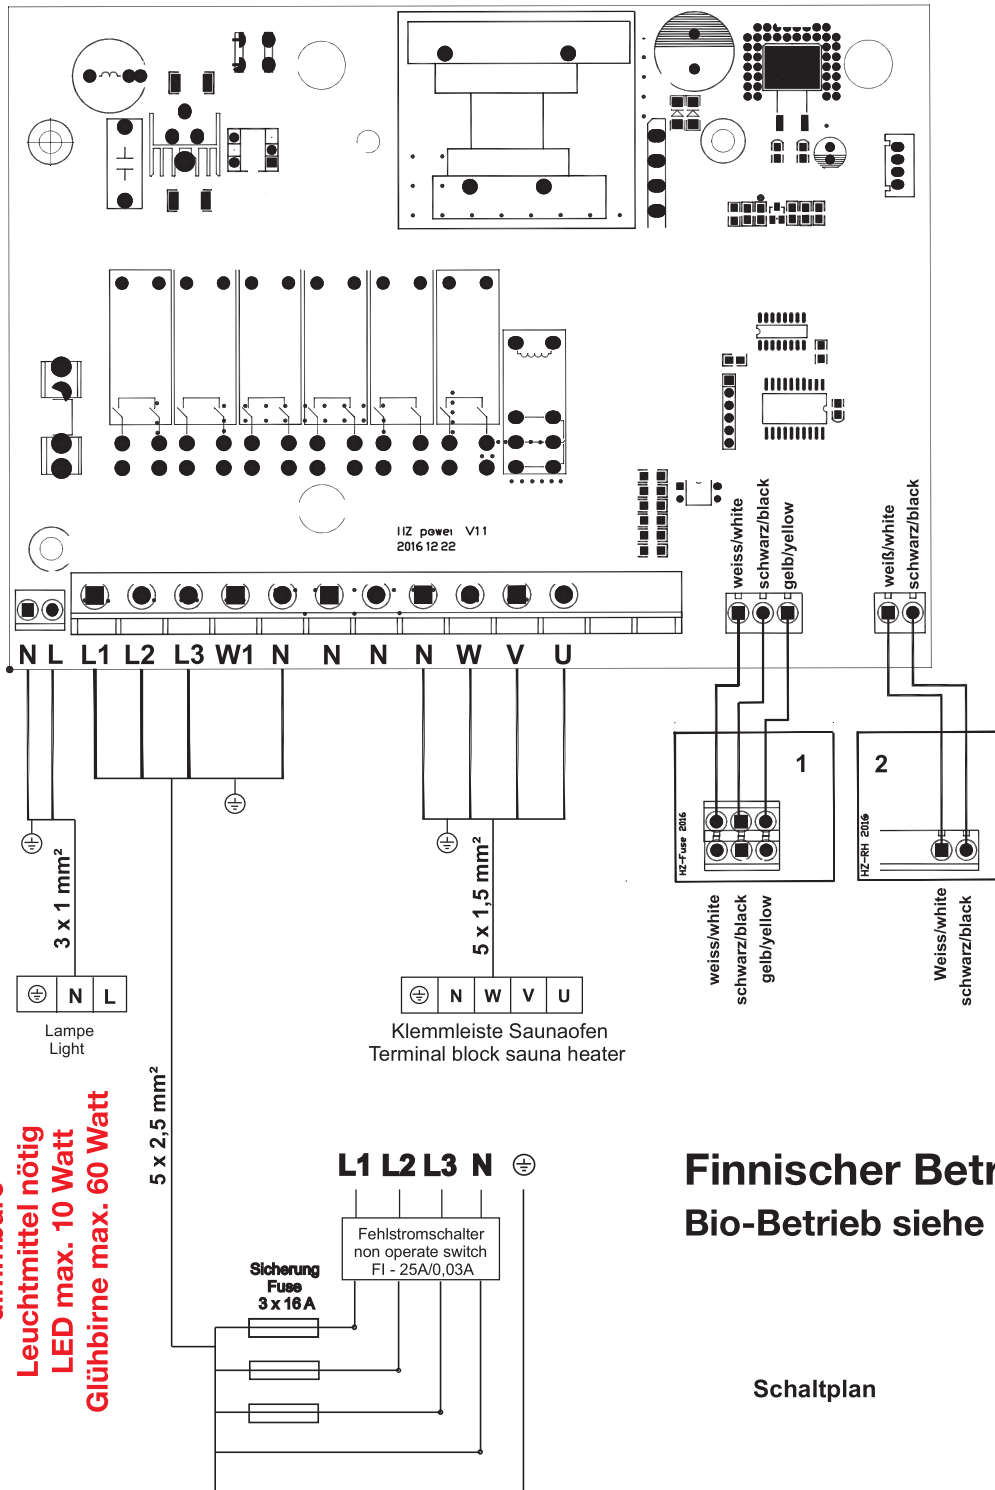 HZ power V11
2016 12 22
weiss/white
schwarz/black
gelb/yellow
weiß/white
schwarz/black
N L L1 L2 L3 W1 N N N N W V U
1
2
HZ-Fuse 2016
HZ-RH 2016
weiss/white
schwarz/black
gelb/yellow
Weiss/white
schwarz/black
3 x 1 mm²
5 x 1,5 mm²
N L
Lampe
Light
N W V U
Klemmleiste Saunaofen
Terminal block sauna heater
5 x 2,5 mm²
Leuchtmittel nötig
LED max. 10 Watt
Glühbirne max. 60 Watt
L1 L2 L3 N
Fehlstromschalter
non operate switch
FI - 25A/0,03A
Sicherung
Fuse
3 x 16 A
Finnischer Betr
Bio-Betrieb siehe
Schaltplan